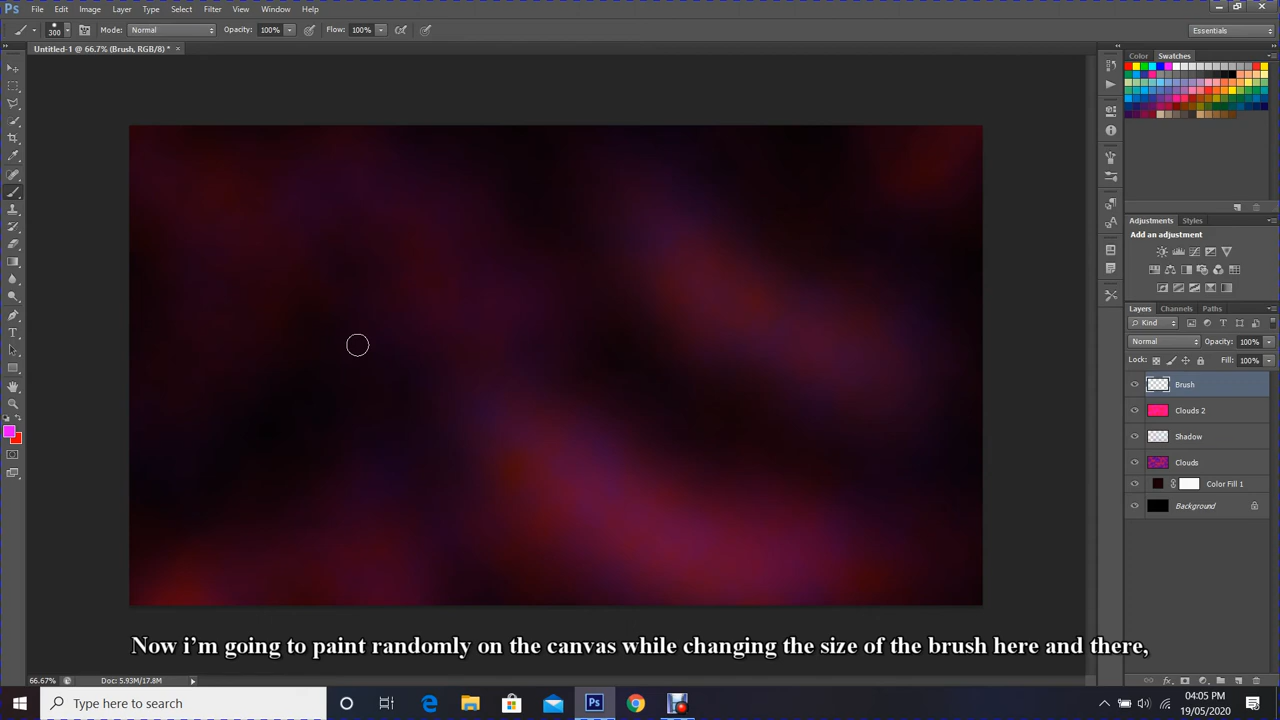 Ps File Edit Image Layer Type Select Filter View Window Help
300 Mode: Normal Opacity: 100% Flow: 100% Essentials
Untitled-1 @ 66.7% (Brush, RGB/8) * ×
Color Swatches
Adjustments Styles
Add an adjustment
Layers Channels Paths
Kind
Normal Opacity: 100%
Lock: Fill: 100%
Brush
Clouds 2
Shadow
Clouds
Color Fill 1
Background
Now i'm going to paint randomly on the canvas while changing the size of the brush here and there,
66.67% Doc: 5.93M/17.8M
Type here to search Ps 04:05 PM
19/05/2020